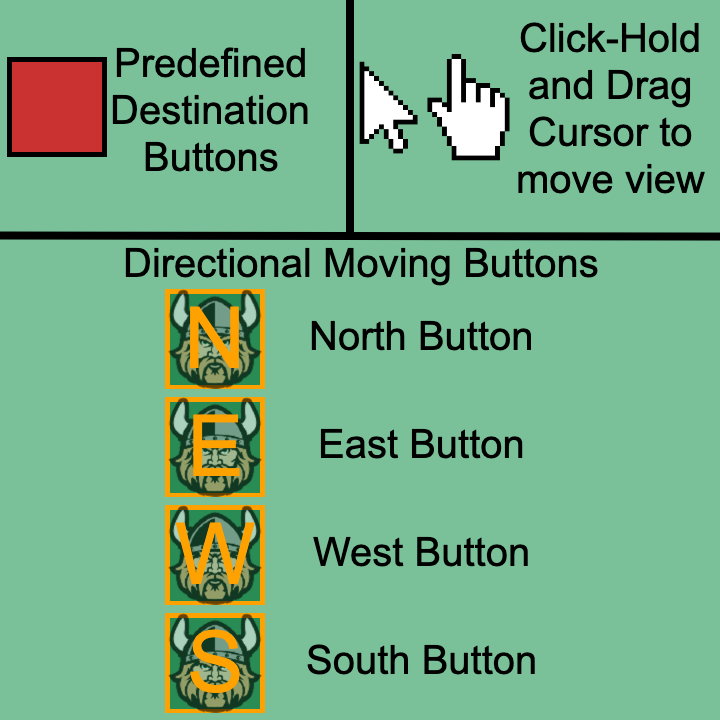 Predefined
Destination
Buttons
Click-Hold
and Drag
Cursor to
move view
Directional Moving Buttons
N North Button
E East Button
W West Button
S South Button